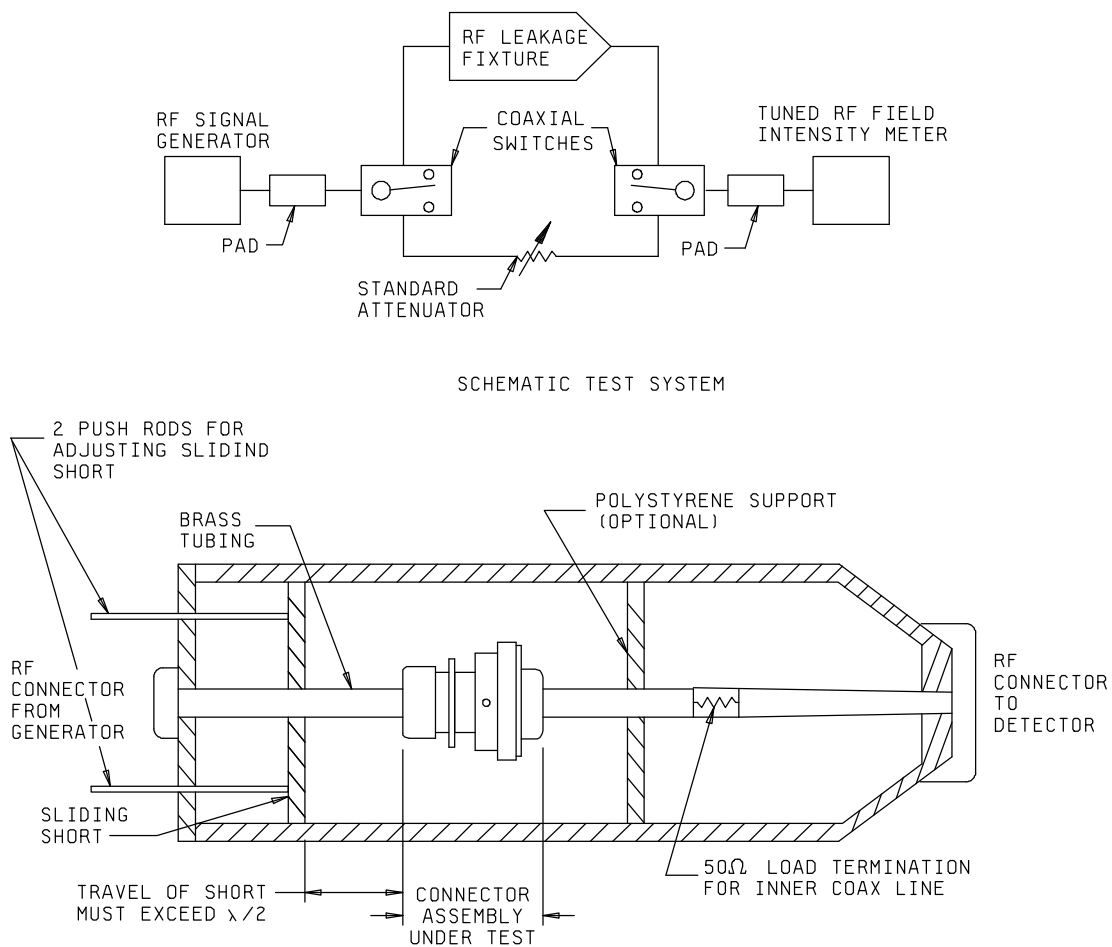 RF LEAKAGE
FIXTURE
RF SIGNAL
GENERATOR
COAXIAL
SWITCHES
TUNED RF FIELD
INTENSITY METER
PAD
PAD
STANDARD
ATTENUATOR
SCHEMATIC TEST SYSTEM
2 PUSH RODS FOR
ADJUSTING SLIDIND
SHORT
BRASS
TUBING
POLYSTYRENE SUPPORT
(OPTIONAL)
RF
CONNECTOR
FROM
GENERATOR
RF
CONNECTOR
TO
DETECTOR
SLIDING
SHORT
TRAVEL OF SHORT
MUST EXCEED λ/2
CONNECTOR
ASSEMBLY
UNDER TEST
50Ω LOAD TERMINATION
FOR INNER COAX LINE